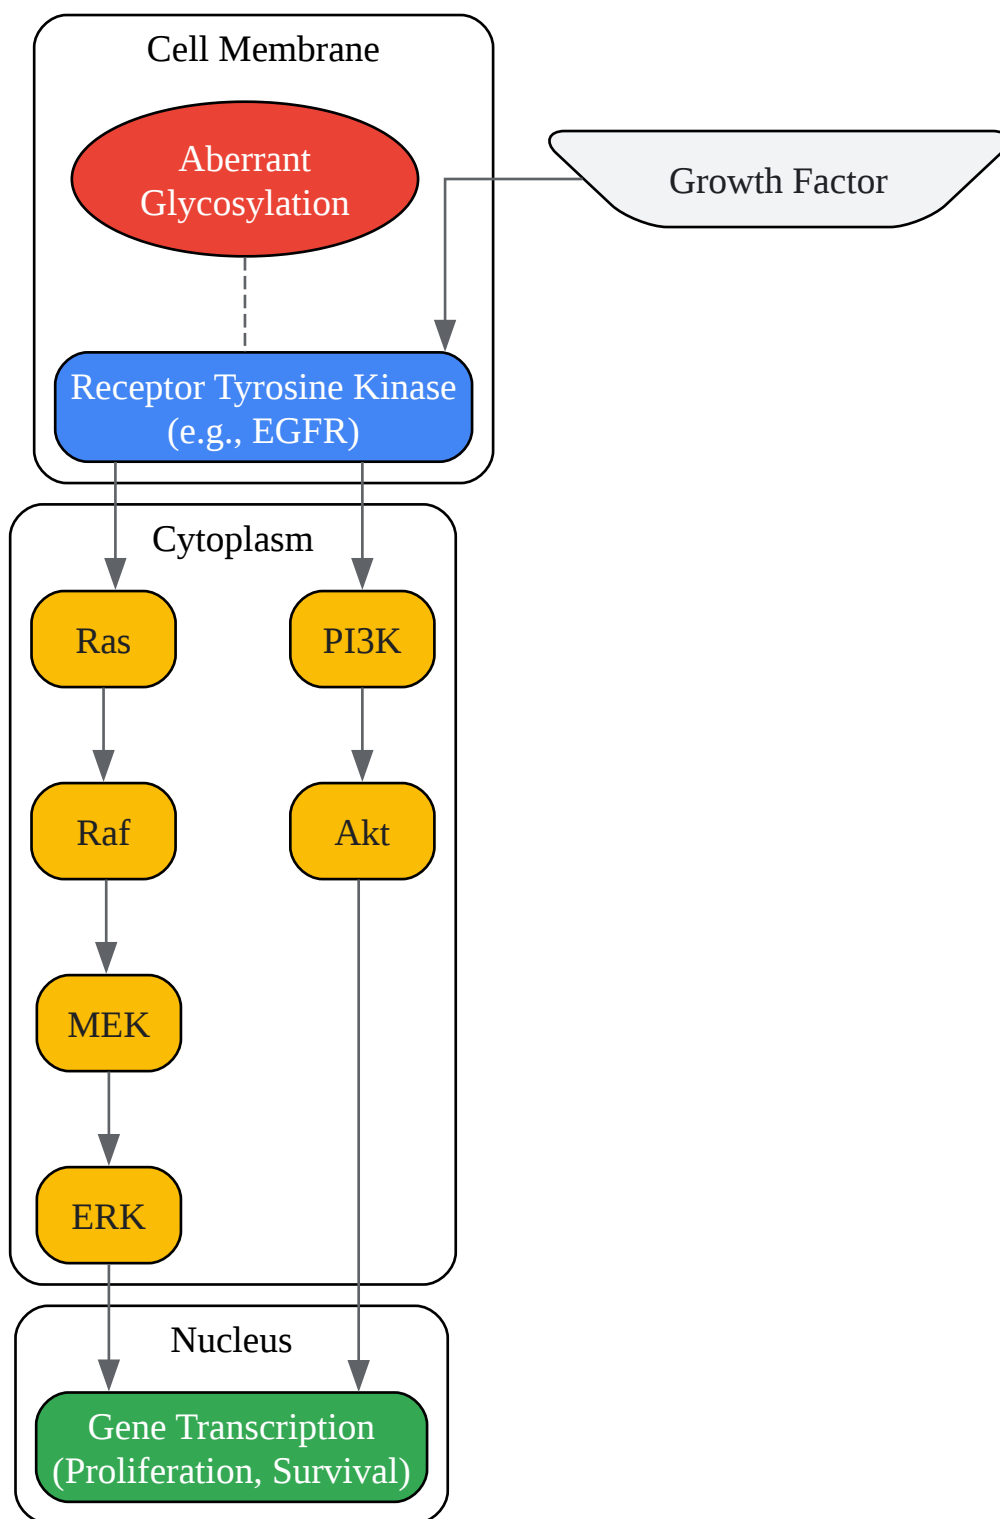 Cell Membrane
Aberrant
Glycosylation
Growth Factor
Receptor Tyrosine Kinase
(e.g., EGFR)
Cytoplasm
Ras
PI3K
Raf
Akt
MEK
ERK
Nucleus
Gene Transcription
(Proliferation, Survival)